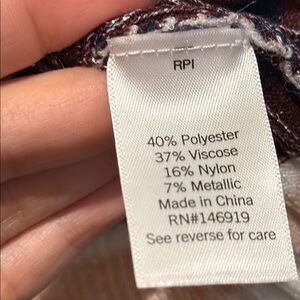 RPI
40% Polyester
37% Viscose
16% Nylon
7% Metallic
Made in China
RN#146919
See reverse for care